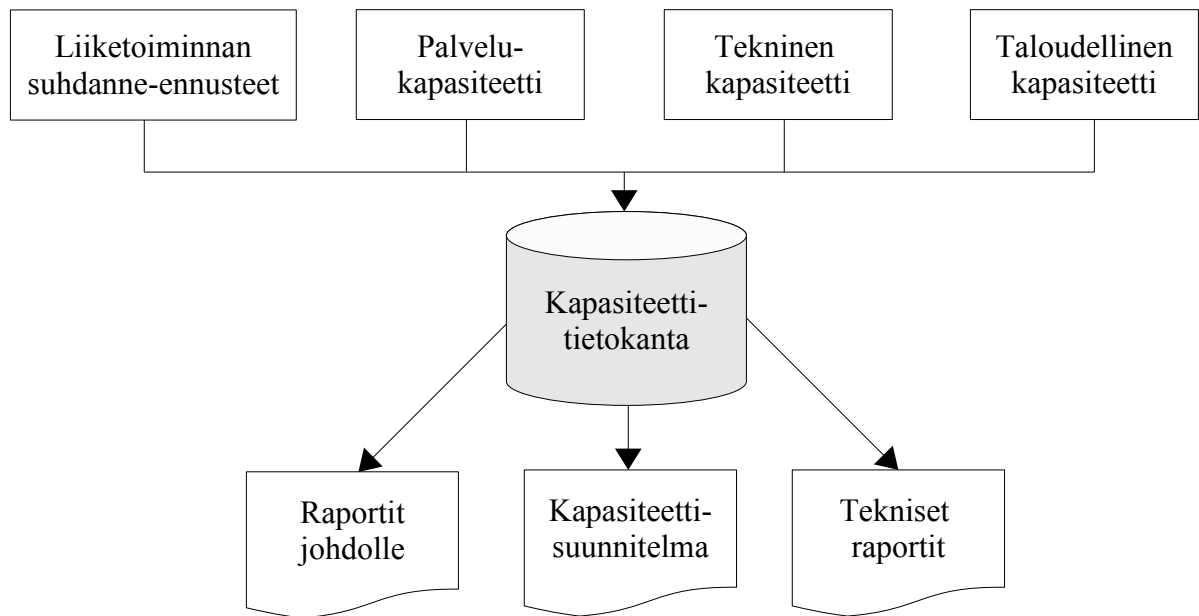 Liiketoiminnan
suhdanne-ennusteet
Palvelu-
kapasiteetti
Tekninen
kapasiteetti
Taloudellinen
kapasiteetti
Kapasiteetti-
tietokanta
Raportit
johdolle
Kapasiteetti-
suunnitelma
Tekniset
raportit